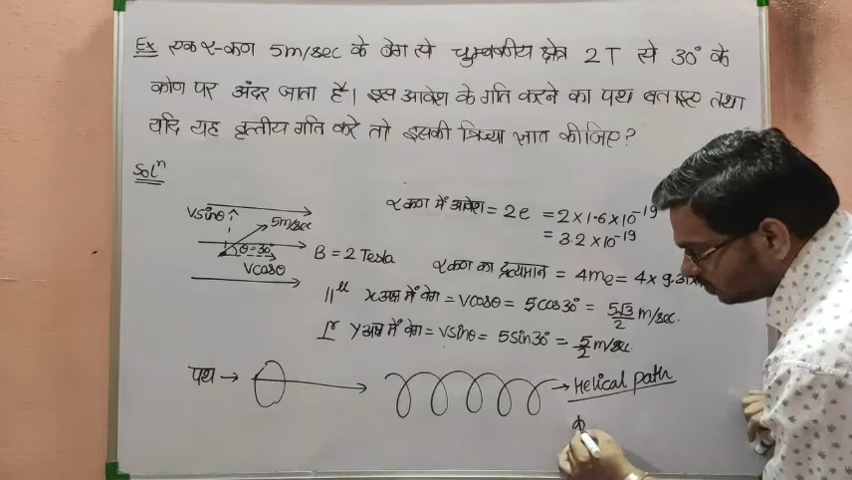 Ex एक α-कण 5m/sec के वेग से चुम्बकीय क्षेत्र 2T से 30° के
कोण पर अंदर जाता है। इस आवेश के गति करने का पथ बताइए तथा
यदि यह वृत्तीय गति करे तो इसकी त्रिज्या ज्ञात कीजिए?
Solⁿ
α कण में आवेश = 2e = 2×1.6×10⁻¹⁹
= 3.2×10⁻¹⁹
vsinθ
5m/sec
θ=30°
vcosθ
B = 2 Tesla
α कण का द्रव्यमान = 4me = 4×9.31×
||ˡˡ x अक्ष में वेग = vcosθ = 5cos30° = 5√3/2 m/sec.
⊥ʳ y अक्ष में वेग = vsinθ = 5sin30° = 5/2 m/sec.
पथ → → Helical path